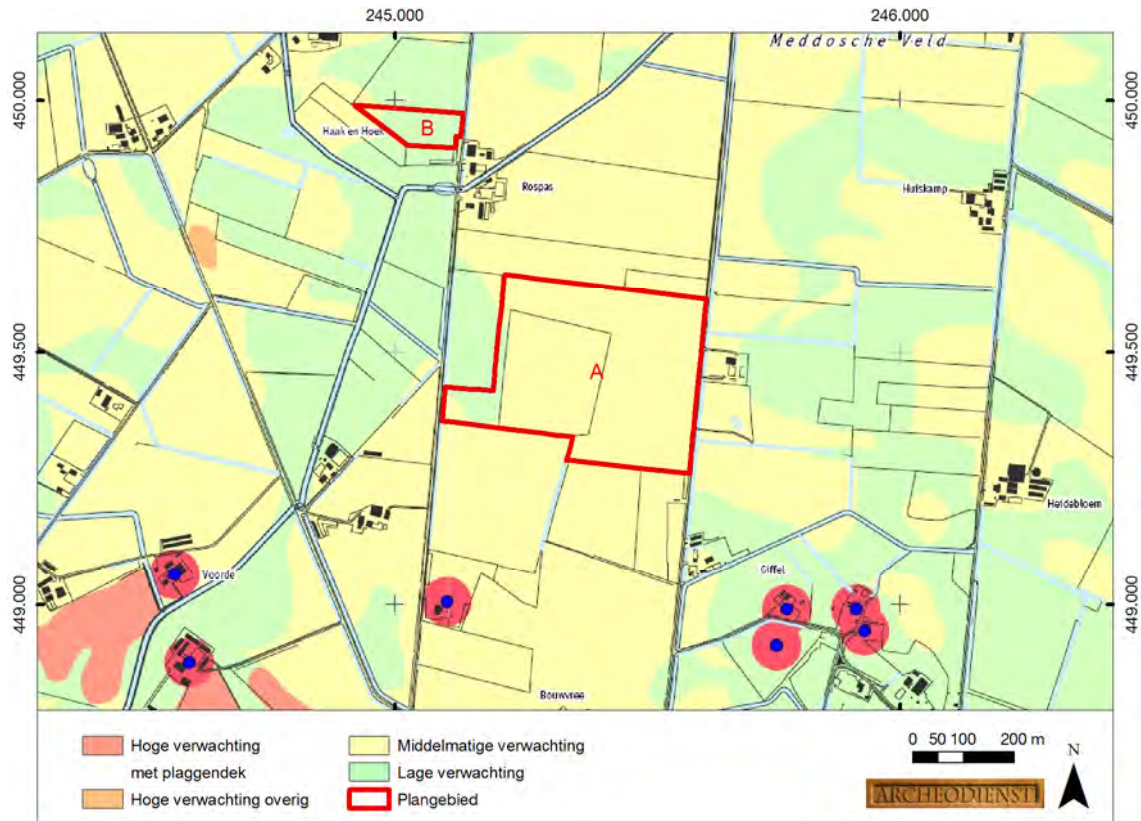 245.000 246.000
Meddosche Veld
450.000 450.000
Haak en Hoek B
Rospas Huiskamp
449.500 449.500
A
Heidebloem
Voorde Giffel
449.000 449.000
Bouwvree
Hoge verwachting
met plaggendek
Hoge verwachting overig
Middelmatige verwachting
Lage verwachting
Plangebied
0 50 100 200 m
N
ARCHEODIENST